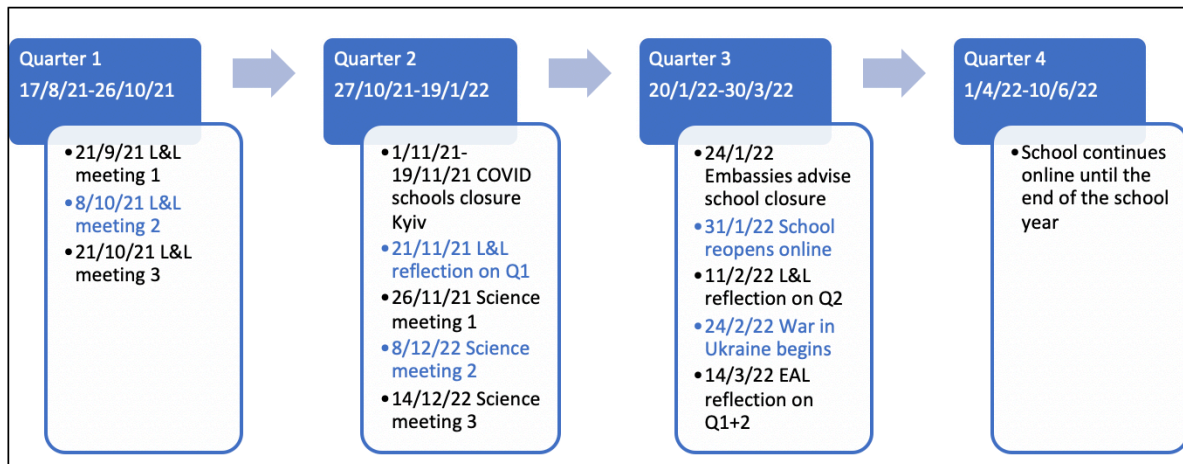 Quarter 1
17/8/21-26/10/21
•21/9/21 L&L
meeting 1
•8/10/21 L&L
meeting 2
•21/10/21 L&L
meeting 3
Quarter 2
27/10/21-19/1/22
•1/11/21-
19/11/21 COVID
schools closure
Kyiv
•21/11/21 L&L
reflection on Q1
•26/11/21 Science
meeting 1
•8/12/22 Science
meeting 2
•14/12/22 Science
meeting 3
Quarter 3
20/1/22-30/3/22
•24/1/22
Embassies advise
school closure
•31/1/22 School
reopens online
•11/2/22 L&L
reflection on Q2
•24/2/22 War in
Ukraine begins
•14/3/22 EAL
reflection on
Q1+2
Quarter 4
1/4/22-10/6/22
•School continues
online until the
end of the school
year